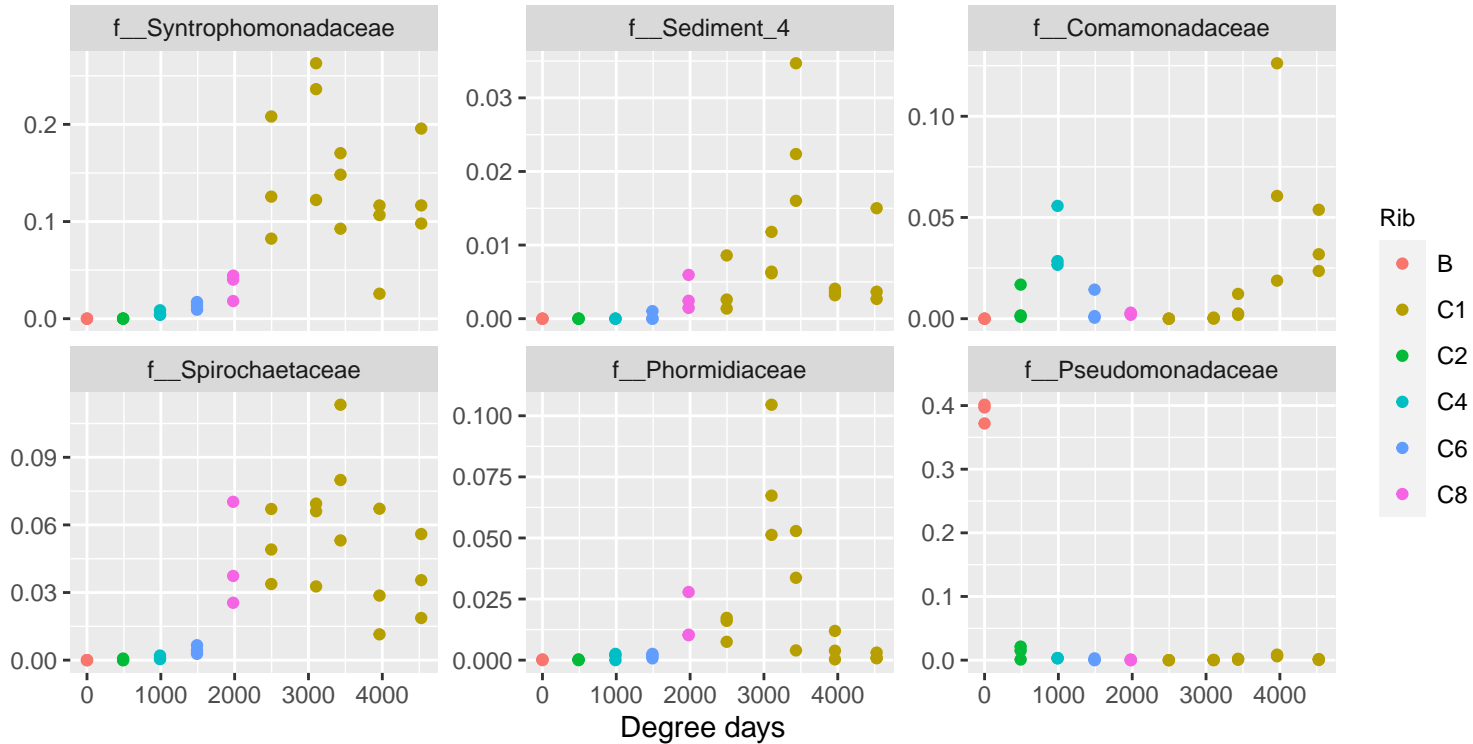 f__Syntrophomonadaceae
f__Sediment_4
f__Comamonadaceae
0.2
0.1
0.0
0.03
0.02
0.01
0.00
0.10
0.05
0.00
f__Spirochaetaceae
f__Phormidiaceae
f__Pseudomonadaceae
0.09
0.06
0.03
0.00
0.100
0.075
0.050
0.025
0.000
0.4
0.3
0.2
0.1
0.0
0 1000 2000 3000 4000
0 1000 2000 3000 4000
0 1000 2000 3000 4000
Degree days
Rib
B
C1
C2
C4
C6
C8